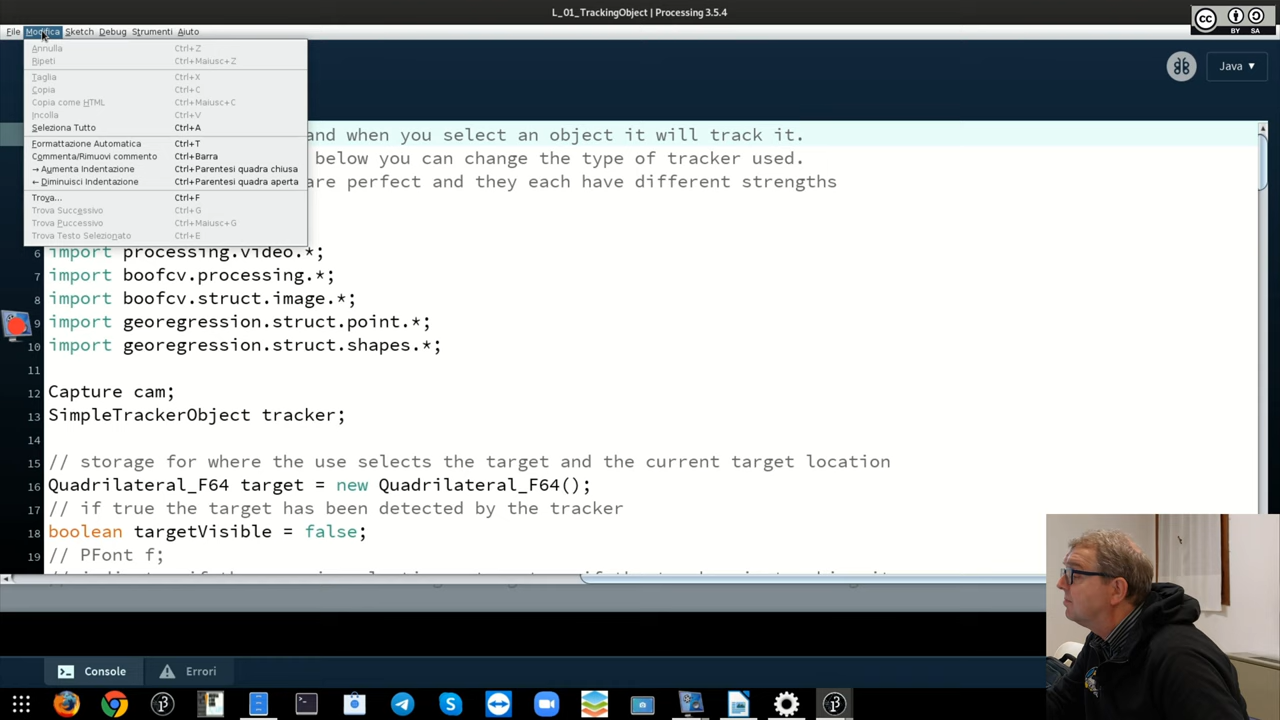 L_01_TrackingObject | Processing 3.5.4
cc BY SA
File Modifica Sketch Debug Strumenti Aiuto
Annulla Ctrl+Z
Ripeti Ctrl+Maiusc+Z
Taglia Ctrl+X
Copia Ctrl+C
Copia come HTML Ctrl+Maiusc+C
Incolla Ctrl+V
Seleziona Tutto Ctrl+A
Formattazione Automatica Ctrl+T
Commenta/Rimuovi commento Ctrl+Barra
→ Aumenta Indentazione Ctrl+Parentesi quadra chiusa
← Diminuisci Indentazione Ctrl+Parentesi quadra aperta
Trova... Ctrl+F
Trova Successivo Ctrl+G
Trova Puccessivo Ctrl+Maiusc+G
Trova Testo Selezionato Ctrl+E
Java ▼
and when you select an object it will track it.
below you can change the type of tracker used.
are perfect and they each have different strengths
6 import processing.video.*;
7 import boofcv.processing.*;
8 import boofcv.struct.image.*;
9 import georegression.struct.point.*;
10 import georegression.struct.shapes.*;
11
12 Capture cam;
13 SimpleTrackerObject tracker;
14
15 // storage for where the use selects the target and the current target location
16 Quadrilateral_F64 target = new Quadrilateral_F64();
17 // if true the target has been detected by the tracker
18 boolean targetVisible = false;
19 // PFont f;
Console Errori